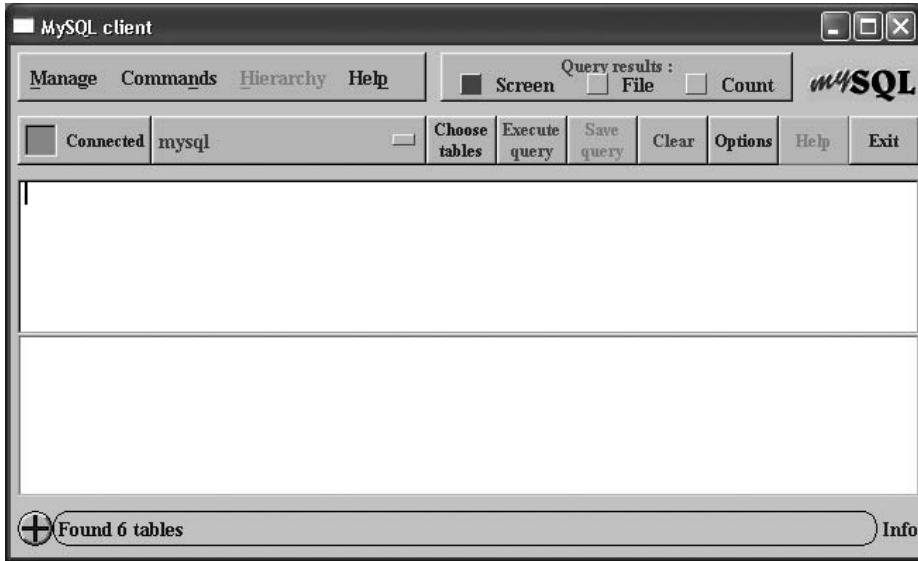 MySQL client
Manage Commands Hierarchy Help
Query results :
Screen File Count
mySQL
Connected mysql
Choose tables
Execute query
Save query
Clear
Options
Help
Exit
Found 6 tables
Info